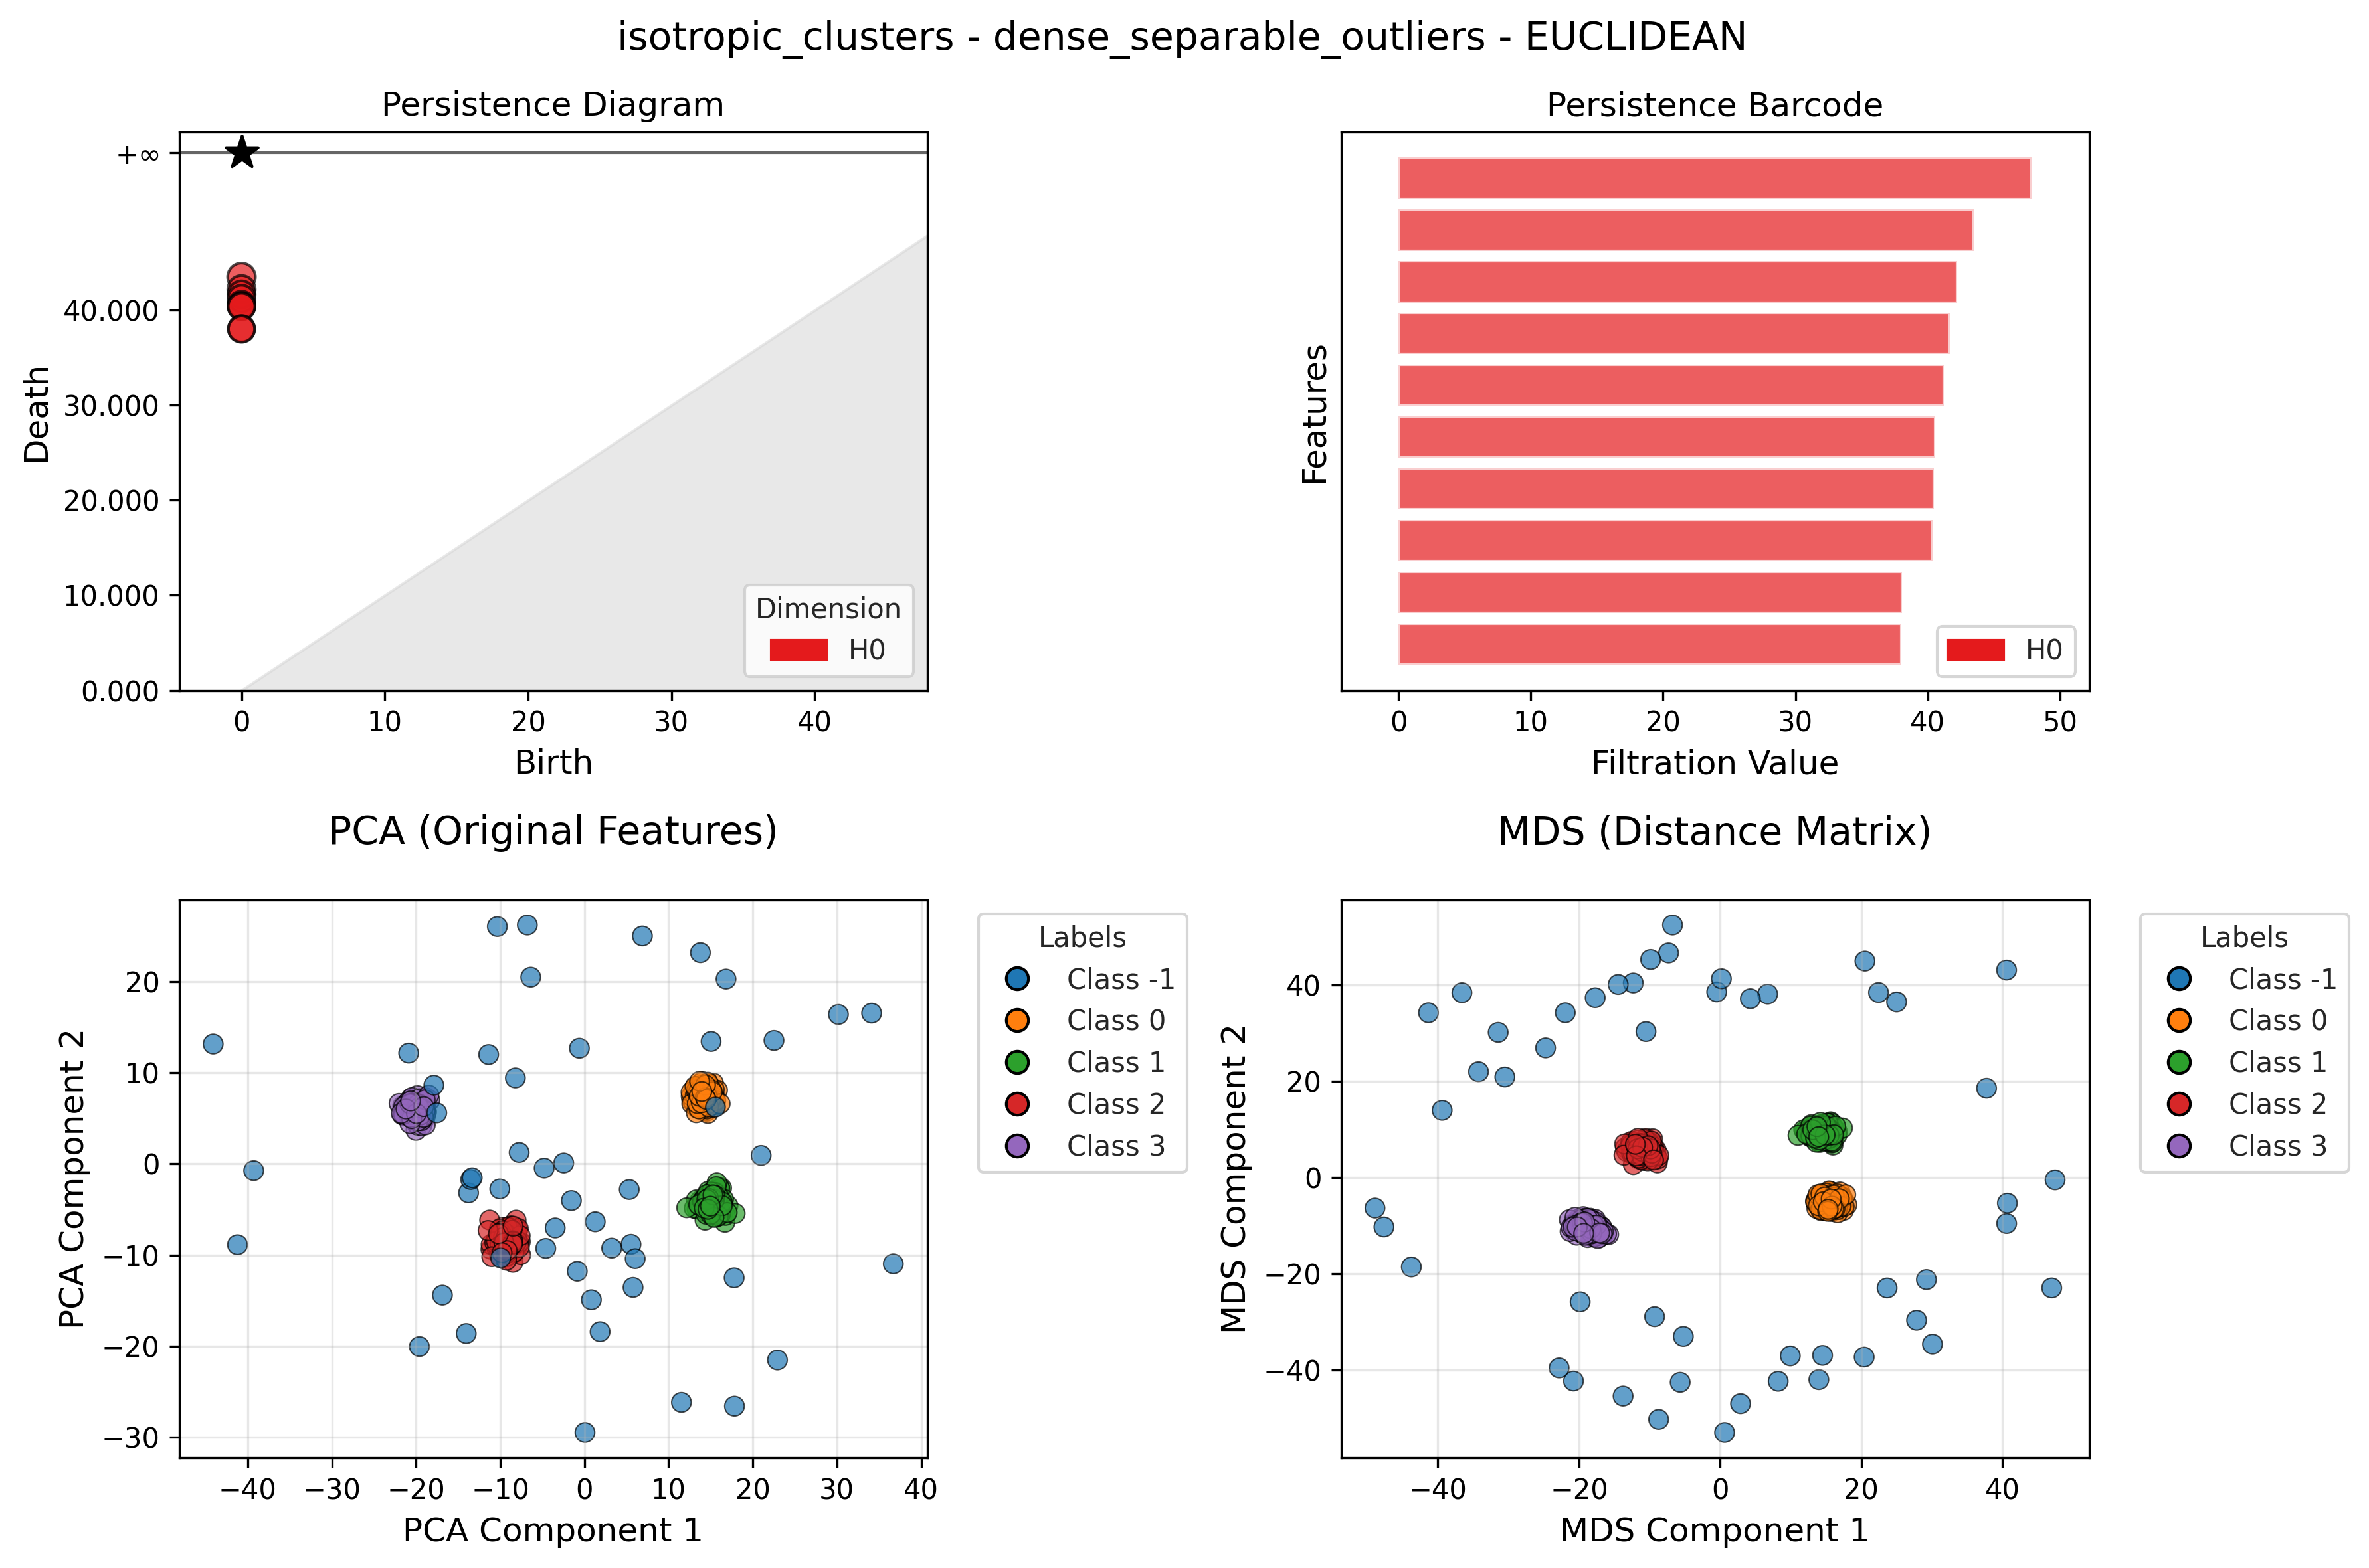 isotropic_clusters - dense_separable_outliers - EUCLIDEAN
Persistence Diagram
+∞
40.000
30.000
20.000
10.000
0.000
Death
0 10 20 30 40
Birth
Dimension
H0
Persistence Barcode
Features
0 10 20 30 40 50
Filtration Value
H0
PCA (Original Features)
20
10
0
−10
−20
−30
PCA Component 2
−40 −30 −20 −10 0 10 20 30 40
PCA Component 1
Labels
Class -1
Class 0
Class 1
Class 2
Class 3
MDS (Distance Matrix)
40
20
0
−20
−40
MDS Component 2
−40 −20 0 20 40
MDS Component 1
Labels
Class -1
Class 0
Class 1
Class 2
Class 3